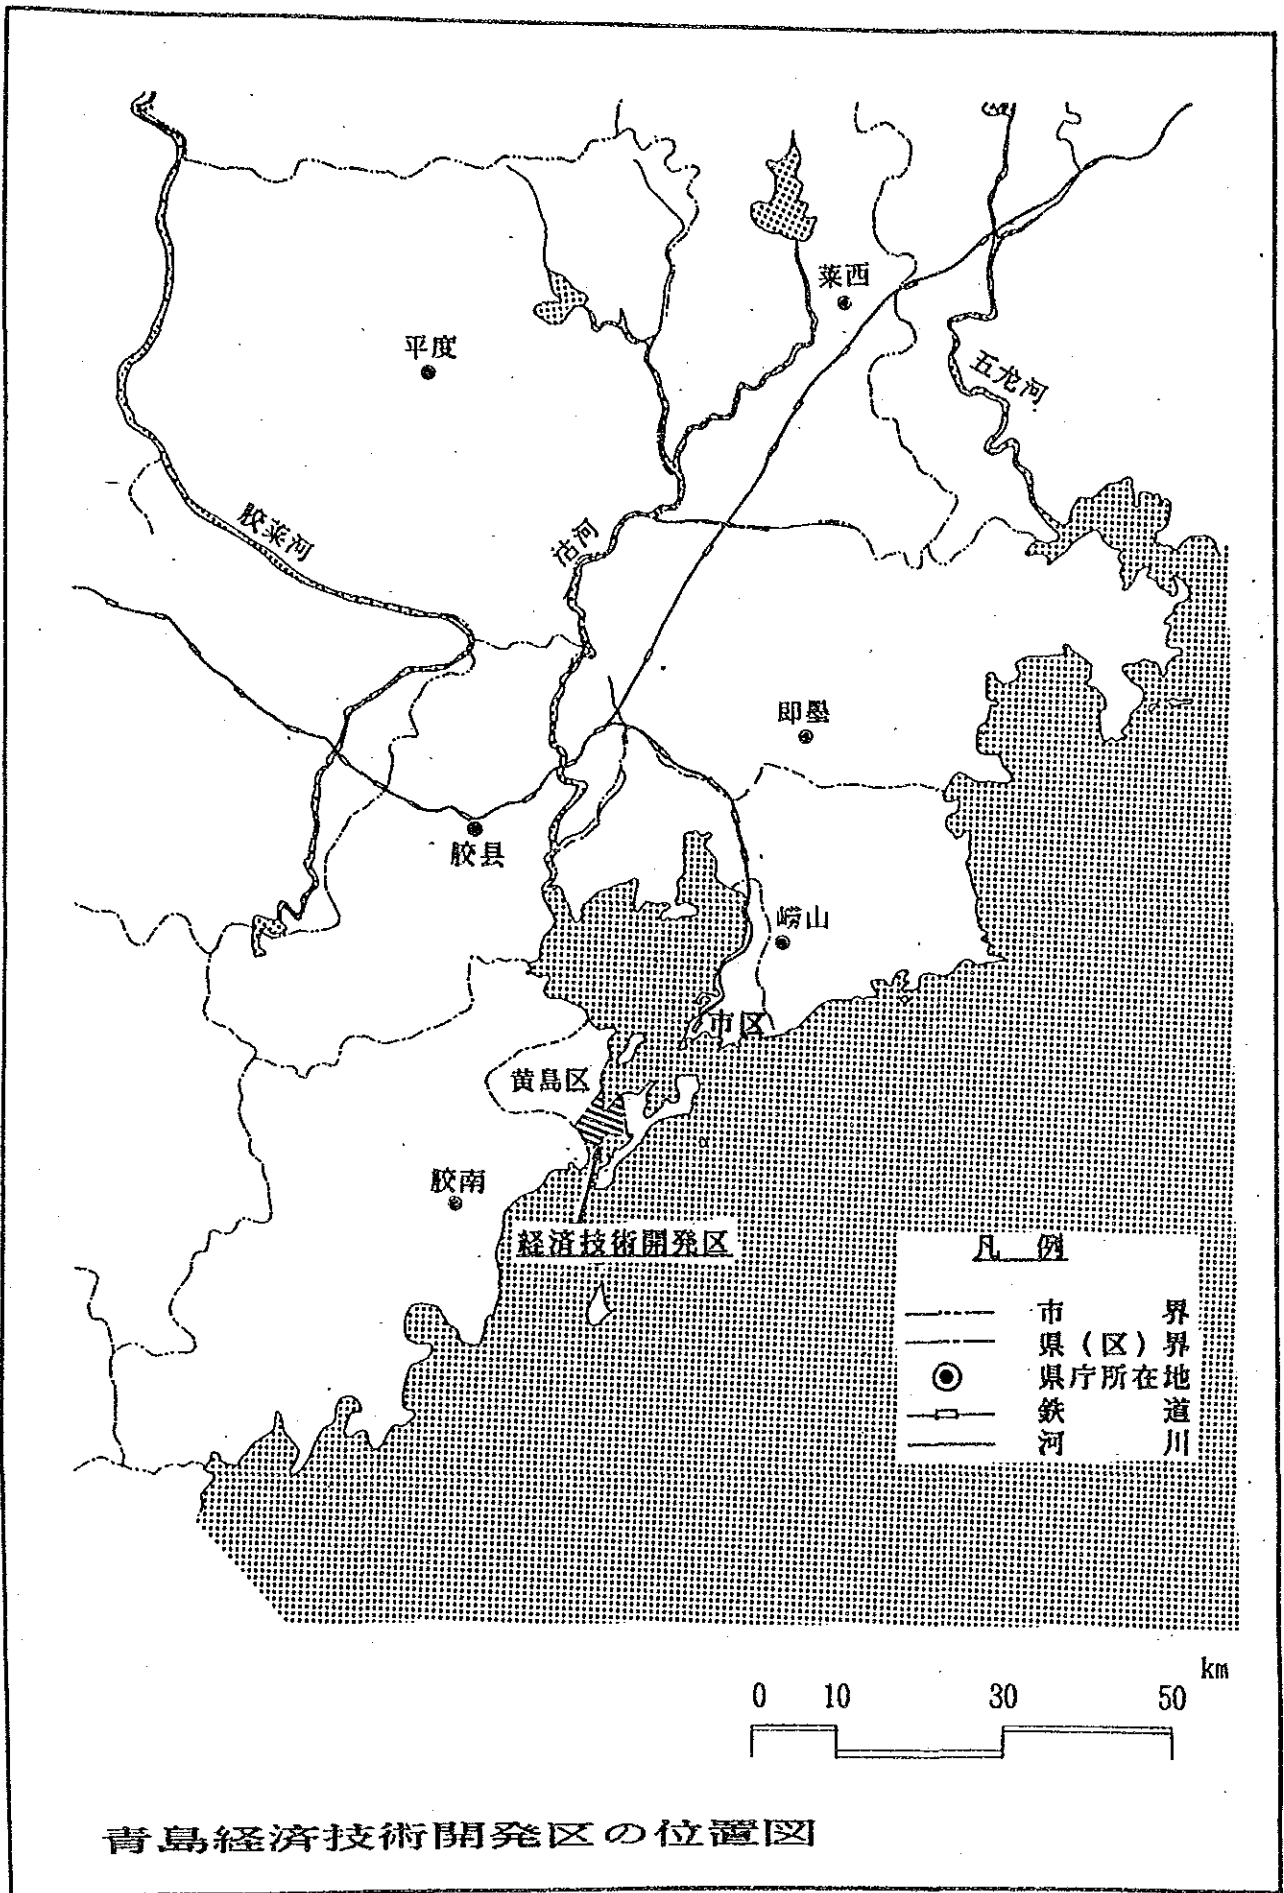 莱西
平度
五龙河
胶莱河
沽河
即墨
胶县
崂山
市区
黄島区
胶南
経済技術開発区
凡 例
市 界
県(区)界
県庁所在地
鉄 道
河 川
km
0 10 30 50
青島経済技術開発区の位置図